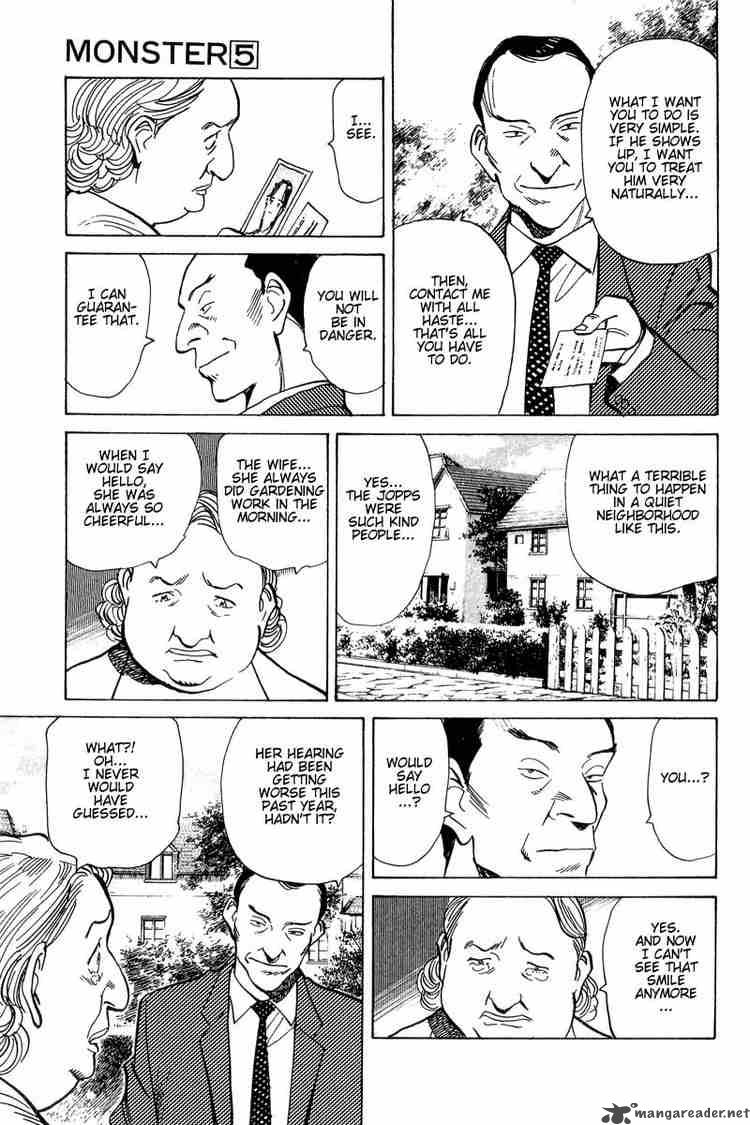 MONSTER 5
WHAT I WANT
YOU TO DO IS
VERY SIMPLE.
IF HE SHOWS
UP, I WANT
YOU TO TREAT
HIM VERY
NATURALLY...
THEN,
CONTACT ME
WITH ALL
HASTE...
THAT'S ALL
YOU HAVE
TO DO.
I...
SEE.
YOU WILL
NOT
BE IN
DANGER.
I CAN
GUARAN-
TEE THAT.
WHAT A TERRIBLE
THING TO HAPPEN
IN A QUIET
NEIGHBORHOOD
LIKE THIS.
YES...
THE JOPPS
WERE
SUCH KIND
PEOPLE...
THE WIFE...
SHE ALWAYS
DID GARDENING
WORK IN THE
MORNING...
WHEN I
WOULD SAY
HELLO,
SHE WAS
ALWAYS SO
CHEERFUL...
YOU...?
WOULD
SAY
HELLO
...?
YES.
AND NOW
I CAN'T
SEE THAT
SMILE
ANYMORE
...
HER HEARING
HAD BEEN
GETTING
WORSE THIS
PAST YEAR,
HADN'T IT?
WHAT?!
OH...
I NEVER
WOULD
HAVE
GUESSED...
mangareader.net